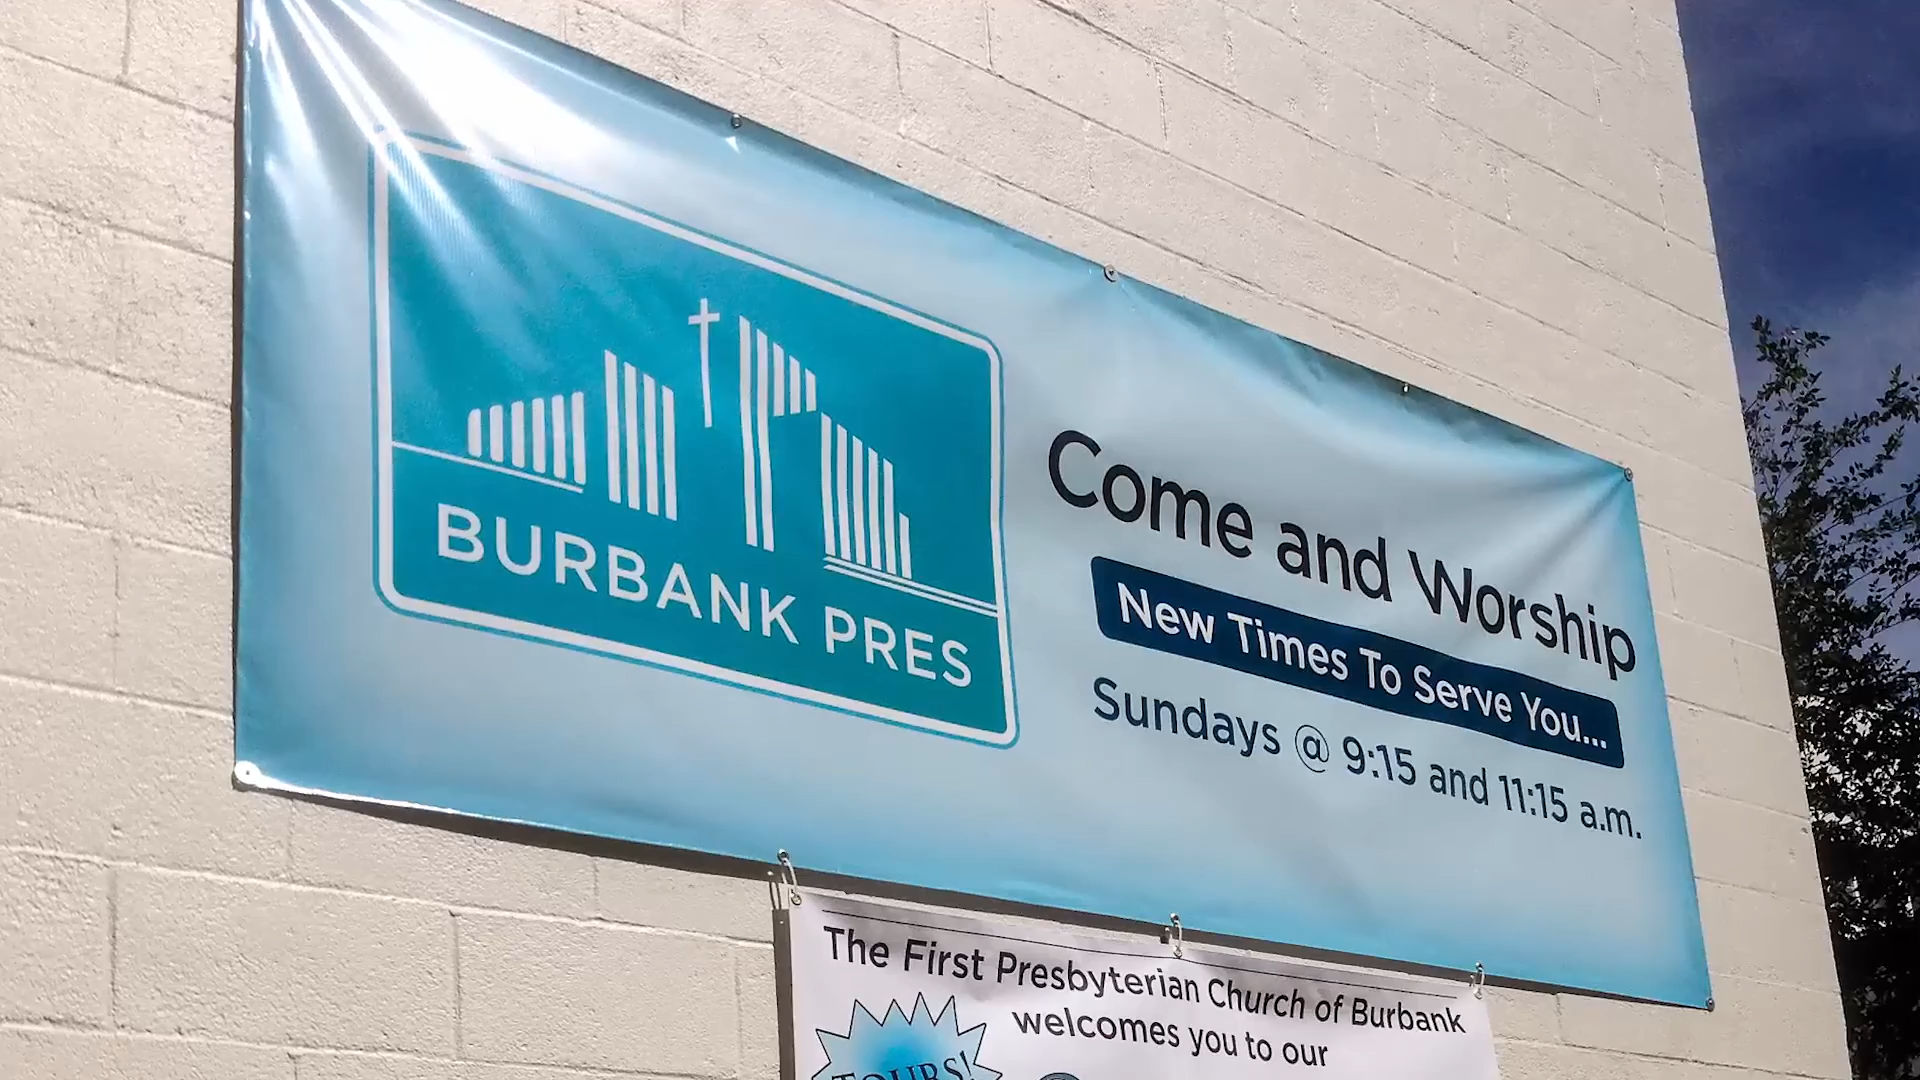 BURBANK PRES
Come and Worship
New Times To Serve You...
Sundays @ 9:15 and 11:15 a.m.
The First Presbyterian Church of Burbank
welcomes you to our
TOURS!